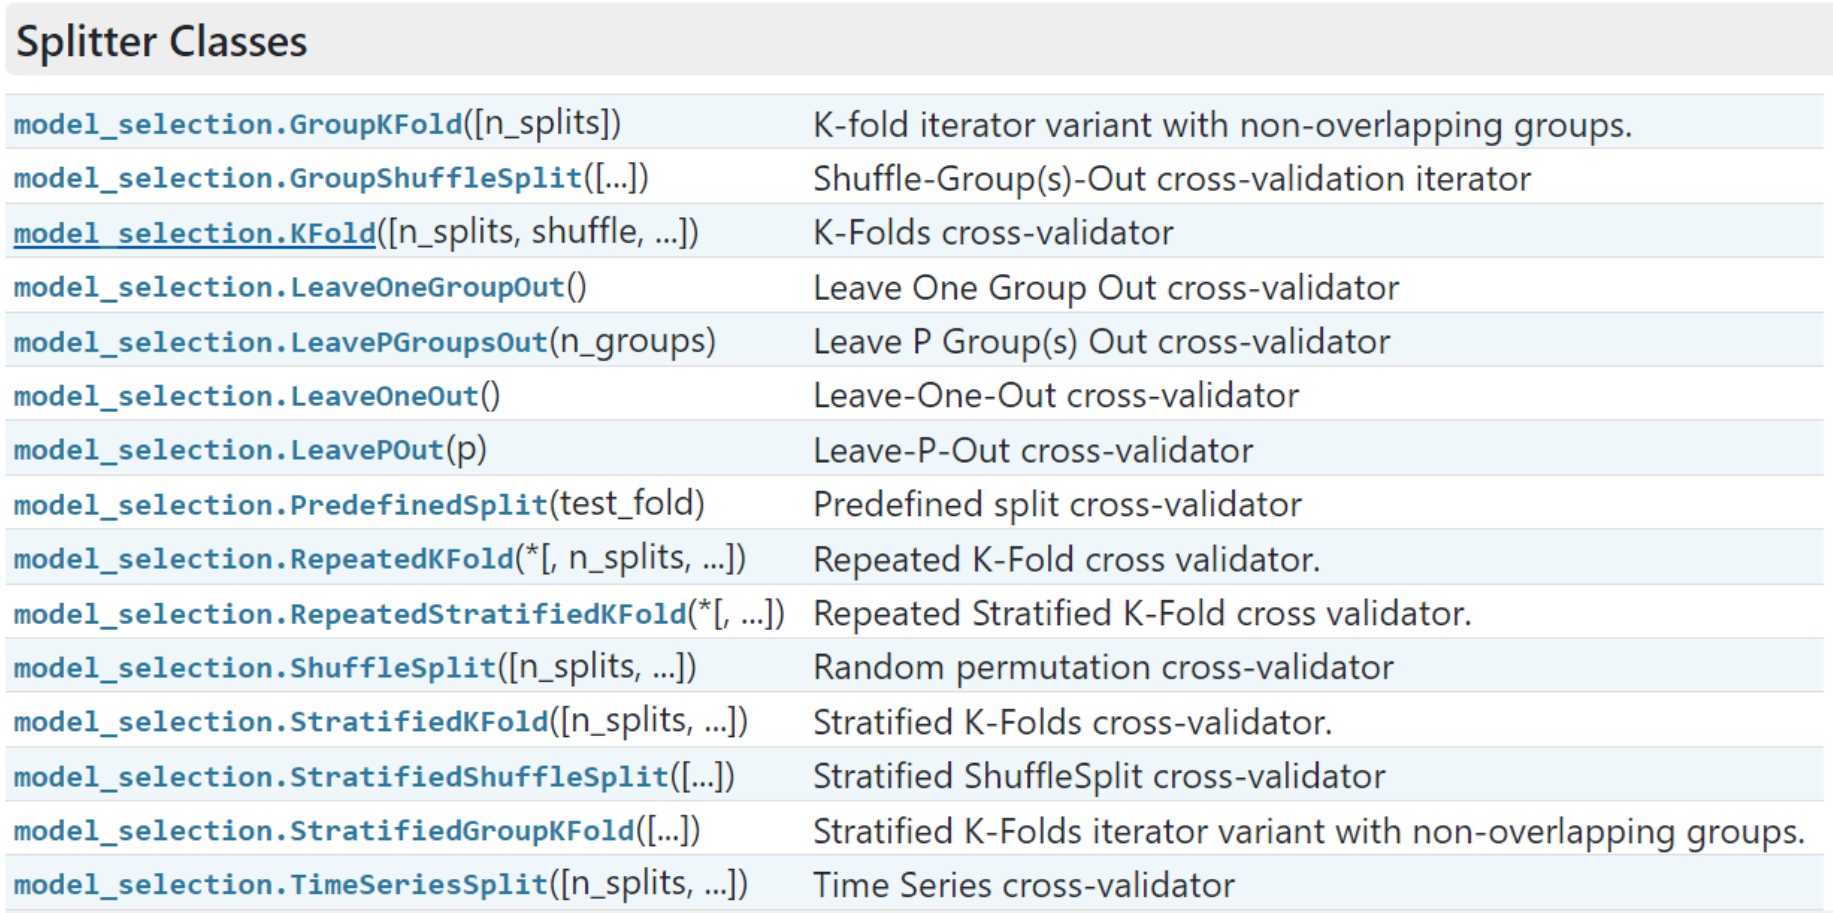 Splitter Classes
model_selection.GroupKFold([n_splits]) K-fold iterator variant with non-overlapping groups.
model_selection.GroupShuffleSplit([...]) Shuffle-Group(s)-Out cross-validation iterator
model_selection.KFold([n_splits, shuffle, ...]) K-Folds cross-validator
model_selection.LeaveOneGroupOut() Leave One Group Out cross-validator
model_selection.LeavePGroupsOut(n_groups) Leave P Group(s) Out cross-validator
model_selection.LeaveOneOut() Leave-One-Out cross-validator
model_selection.LeavePOut(p) Leave-P-Out cross-validator
model_selection.PredefinedSplit(test_fold) Predefined split cross-validator
model_selection.RepeatedKFold(*[, n_splits, ...]) Repeated K-Fold cross validator.
model_selection.RepeatedStratifiedKFold(*[, ...]) Repeated Stratified K-Fold cross validator.
model_selection.ShuffleSplit([n_splits, ...]) Random permutation cross-validator
model_selection.StratifiedKFold([n_splits, ...]) Stratified K-Folds cross-validator.
model_selection.StratifiedShuffleSplit([...]) Stratified ShuffleSplit cross-validator
model_selection.StratifiedGroupKFold([...]) Stratified K-Folds iterator variant with non-overlapping groups.
model_selection.TimeSeriesSplit([n_splits, ...]) Time Series cross-validator